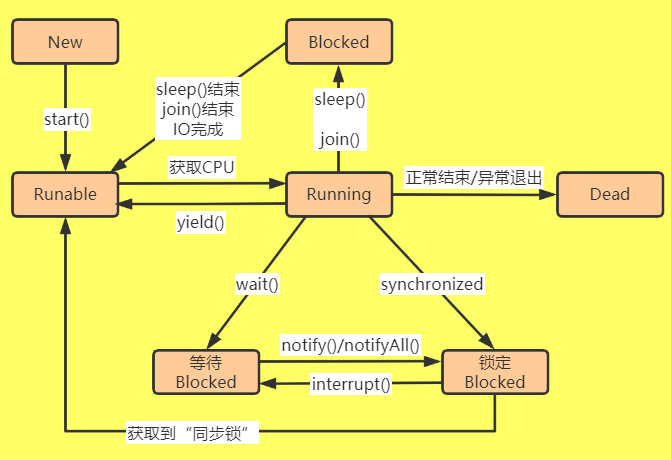 New
Blocked
start()
sleep()结束
join()结束
IO完成
sleep()
join()
获取CPU
正常结束/异常退出
Runable
Running
Dead
yield()
wait()
synchronized
notify()/notifyAll()
等待
Blocked
锁定
Blocked
interrupt()
获取到“同步锁”